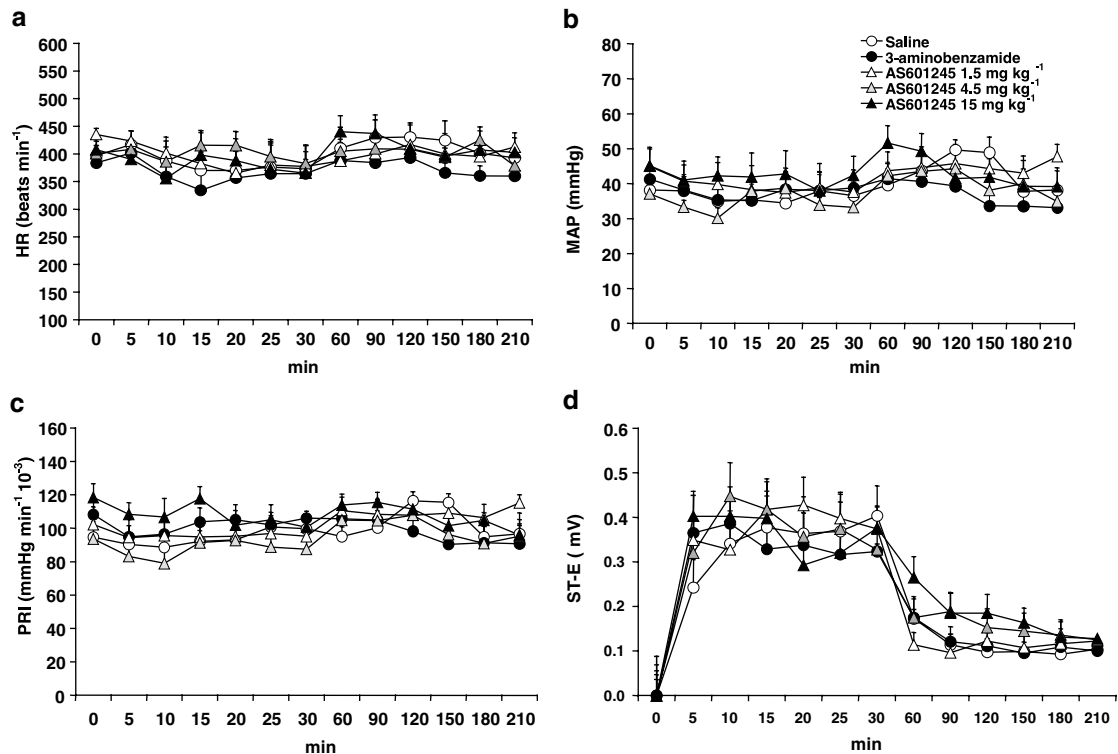 a
600
550
500
450
400
350
300
250
200
150
100
HR (beats min-1)
0 5 10 15 20 25 30 60 90 120 150 180 210
min
b
80
70
60
50
40
30
20
10
0
MAP (mmHg)
Saline
3-aminobenzamide
AS601245 1.5 mg kg-1
AS601245 4.5 mg kg-1
AS601245 15 mg kg-1
0 5 10 15 20 25 30 60 90 120 150 180 210
min
c
160
140
120
100
80
60
40
20
0
PRI (mmHg min-1 10-3)
0 5 10 15 20 25 30 60 90 120 150 180 210
min
d
0.6
0.5
0.4
0.3
0.2
0.1
0.0
ST-E ( mV)
0 5 10 15 20 25 30 60 90 120 150 180 210
min